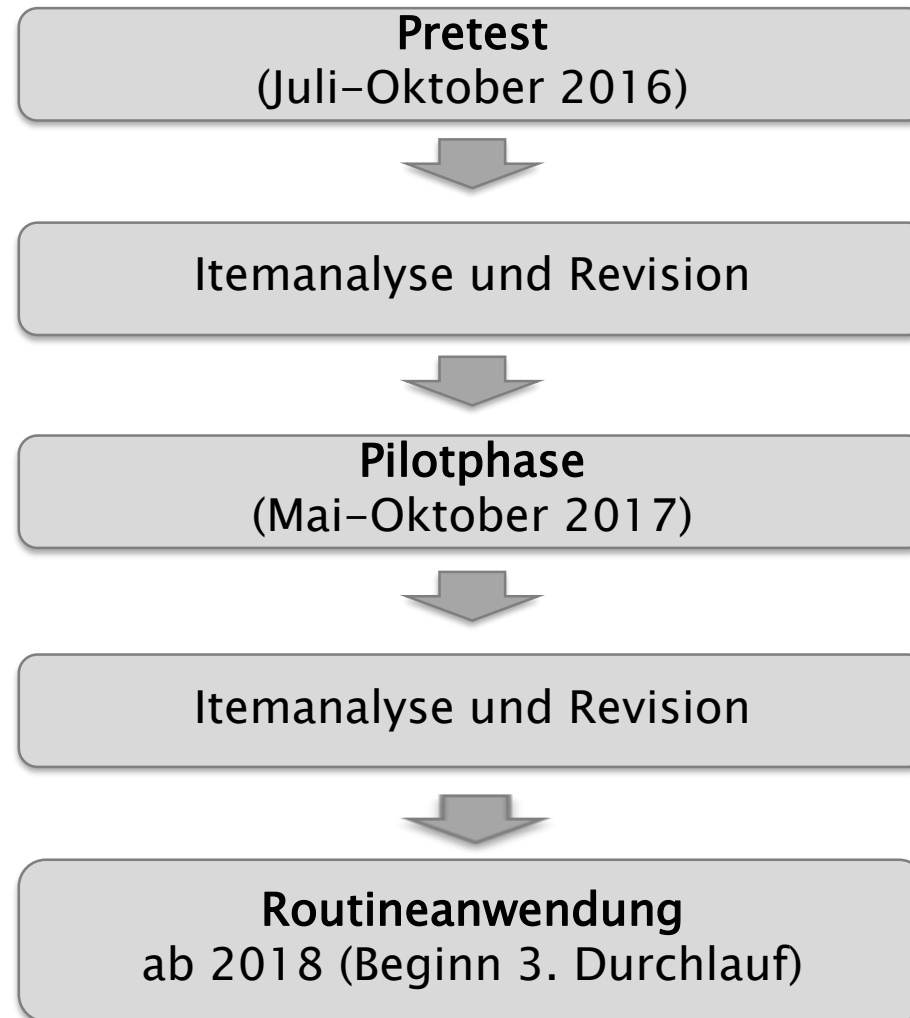 Pretest
(Juli–Oktober 2016)
Itemanalyse und Revision
Pilotphase
(Mai–Oktober 2017)
Itemanalyse und Revision
Routineanwendung
ab 2018 (Beginn 3. Durchlauf)